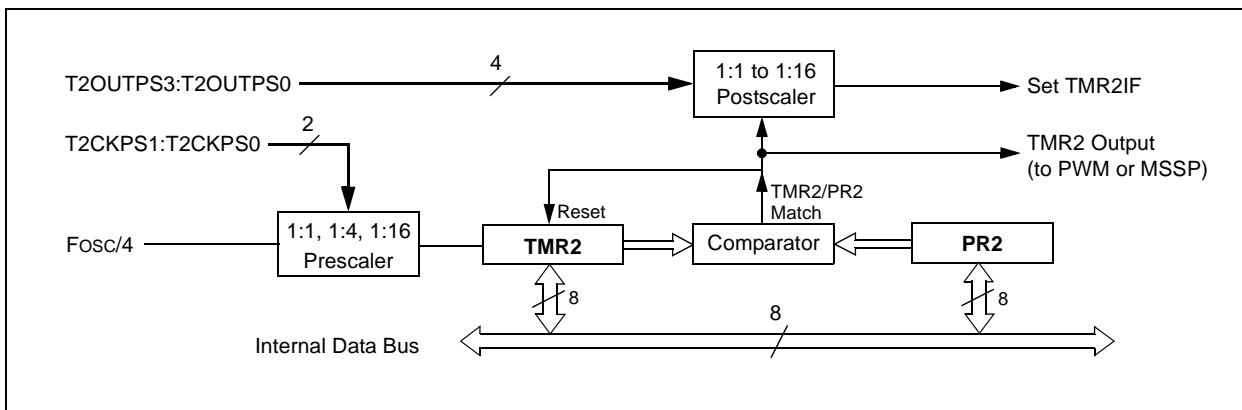 T2OUTPS3:T2OUTPS0
4
1:1 to 1:16
Postscaler
Set TMR2IF
T2CKPS1:T2CKPS0
2
TMR2 Output
(to PWM or MSSP)
TMR2/PR2
Match
Reset
FOSC/4
1:1, 1:4, 1:16
Prescaler
TMR2
Comparator
PR2
8
8
8
Internal Data Bus